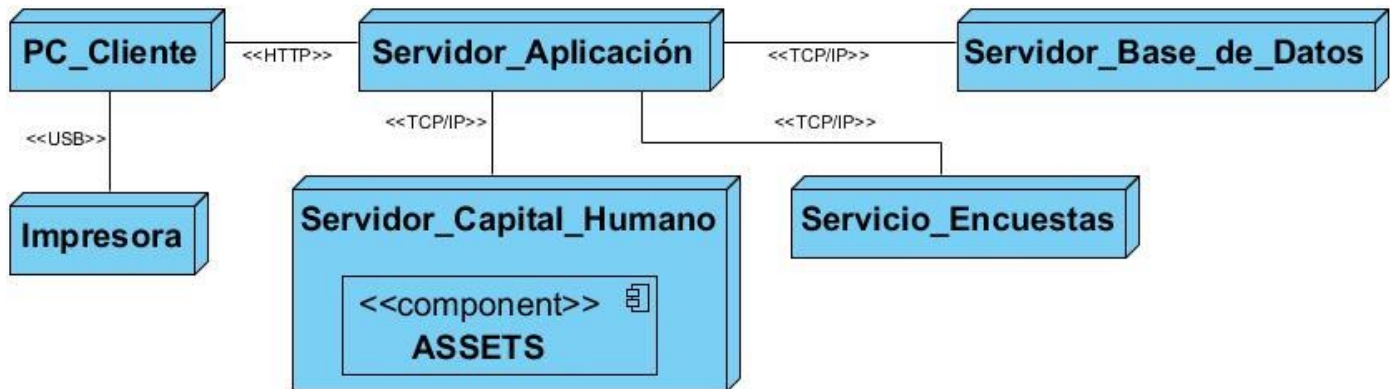 PC_Cliente
<<HTTP>>
Servidor_Aplicación
<<TCP/IP>>
Servidor_Base_de_Datos
<<USB>>
<<TCP/IP>>
<<TCP/IP>>
Impresora
Servidor_Capital_Humano
Servicio_Encuestas
<<component>>
ASSETS